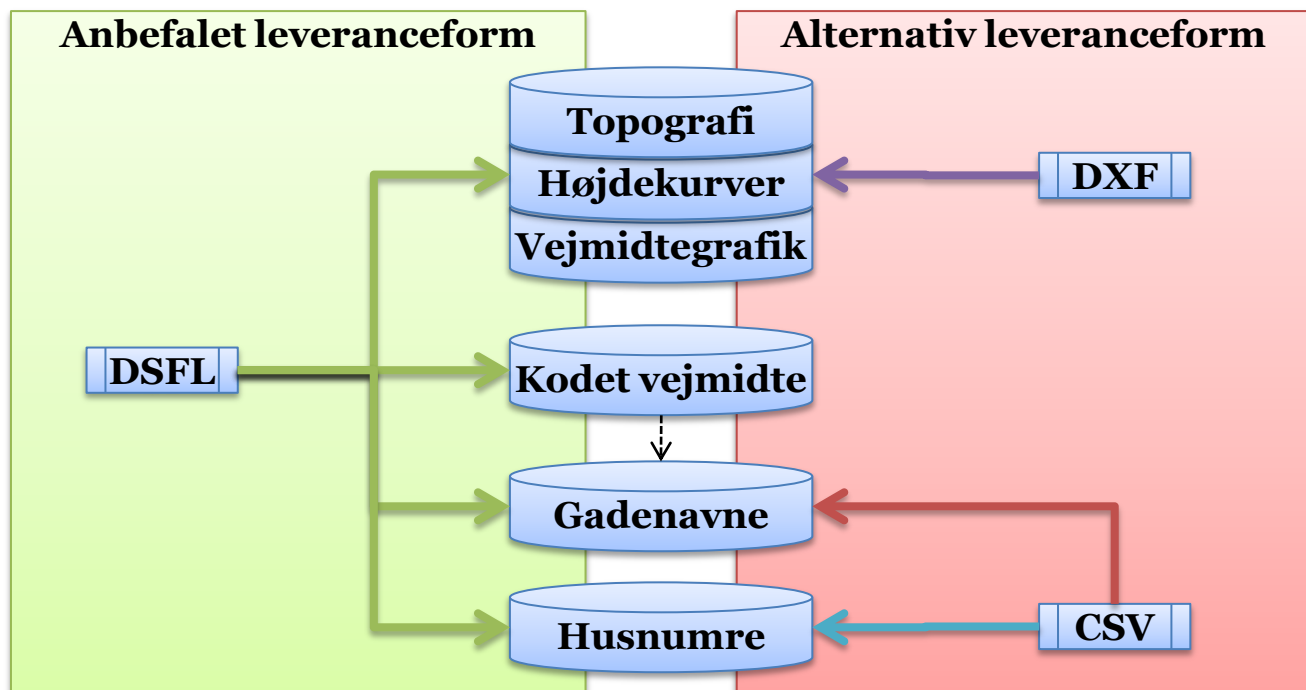 Anbefalet leveranceform
Alternativ leveranceform
Topografi
Højdekurver
DXF
Vejmidtegrafik
DSFL
Kodet vejmidte
Gadenavne
Husnumre
CSV